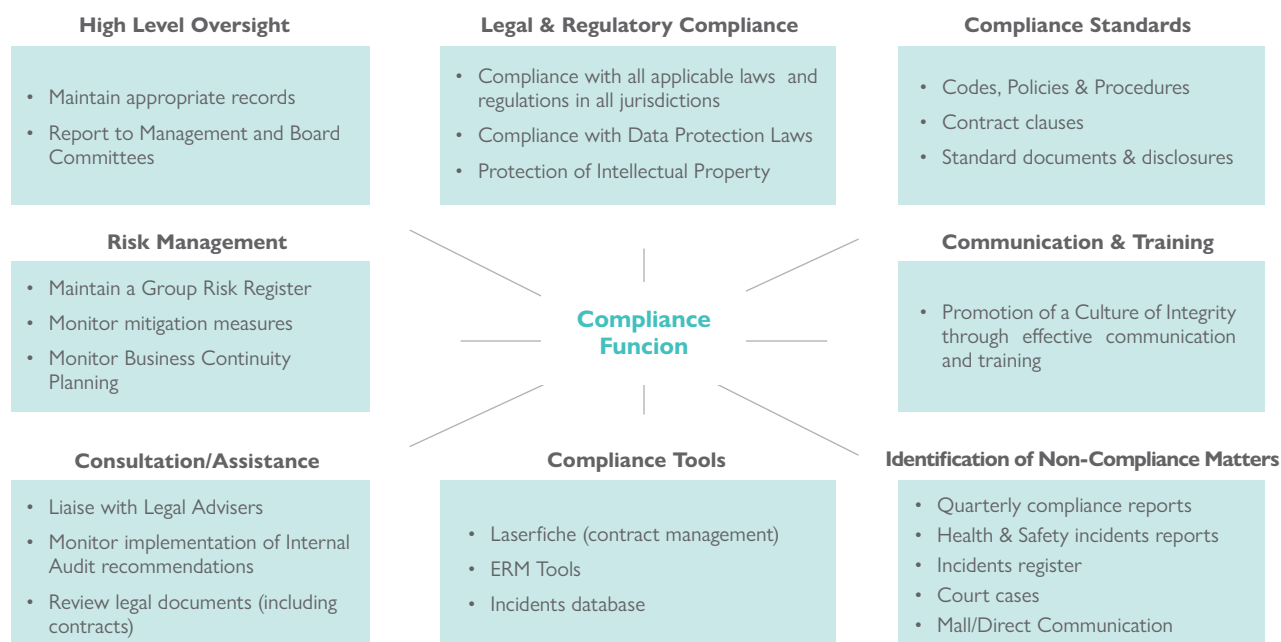 High Level Oversight
• Maintain appropriate records
• Report to Management and Board
Committees
Legal & Regulatory Compliance
• Compliance with all applicable laws and
regulations in all jurisdictions
• Compliance with Data Protection Laws
• Protection of Intellectual Property
Compliance Standards
• Codes, Policies & Procedures
• Contract clauses
• Standard documents & disclosures
Risk Management
• Maintain a Group Risk Register
• Monitor mitigation measures
• Monitor Business Continuity
Planning
Compliance
Funcion
Communication & Training
• Promotion of a Culture of Integrity
through effective communication
and training
Consultation/Assistance
• Liaise with Legal Advisers
• Monitor implementation of Internal
Audit recommendations
• Review legal documents (including
contracts)
Compliance Tools
• Laserfiche (contract management)
• ERM Tools
• Incidents database
Identification of Non-Compliance Matters
• Quarterly compliance reports
• Health & Safety incidents reports
• Incidents register
• Court cases
• Mall/Direct Communication